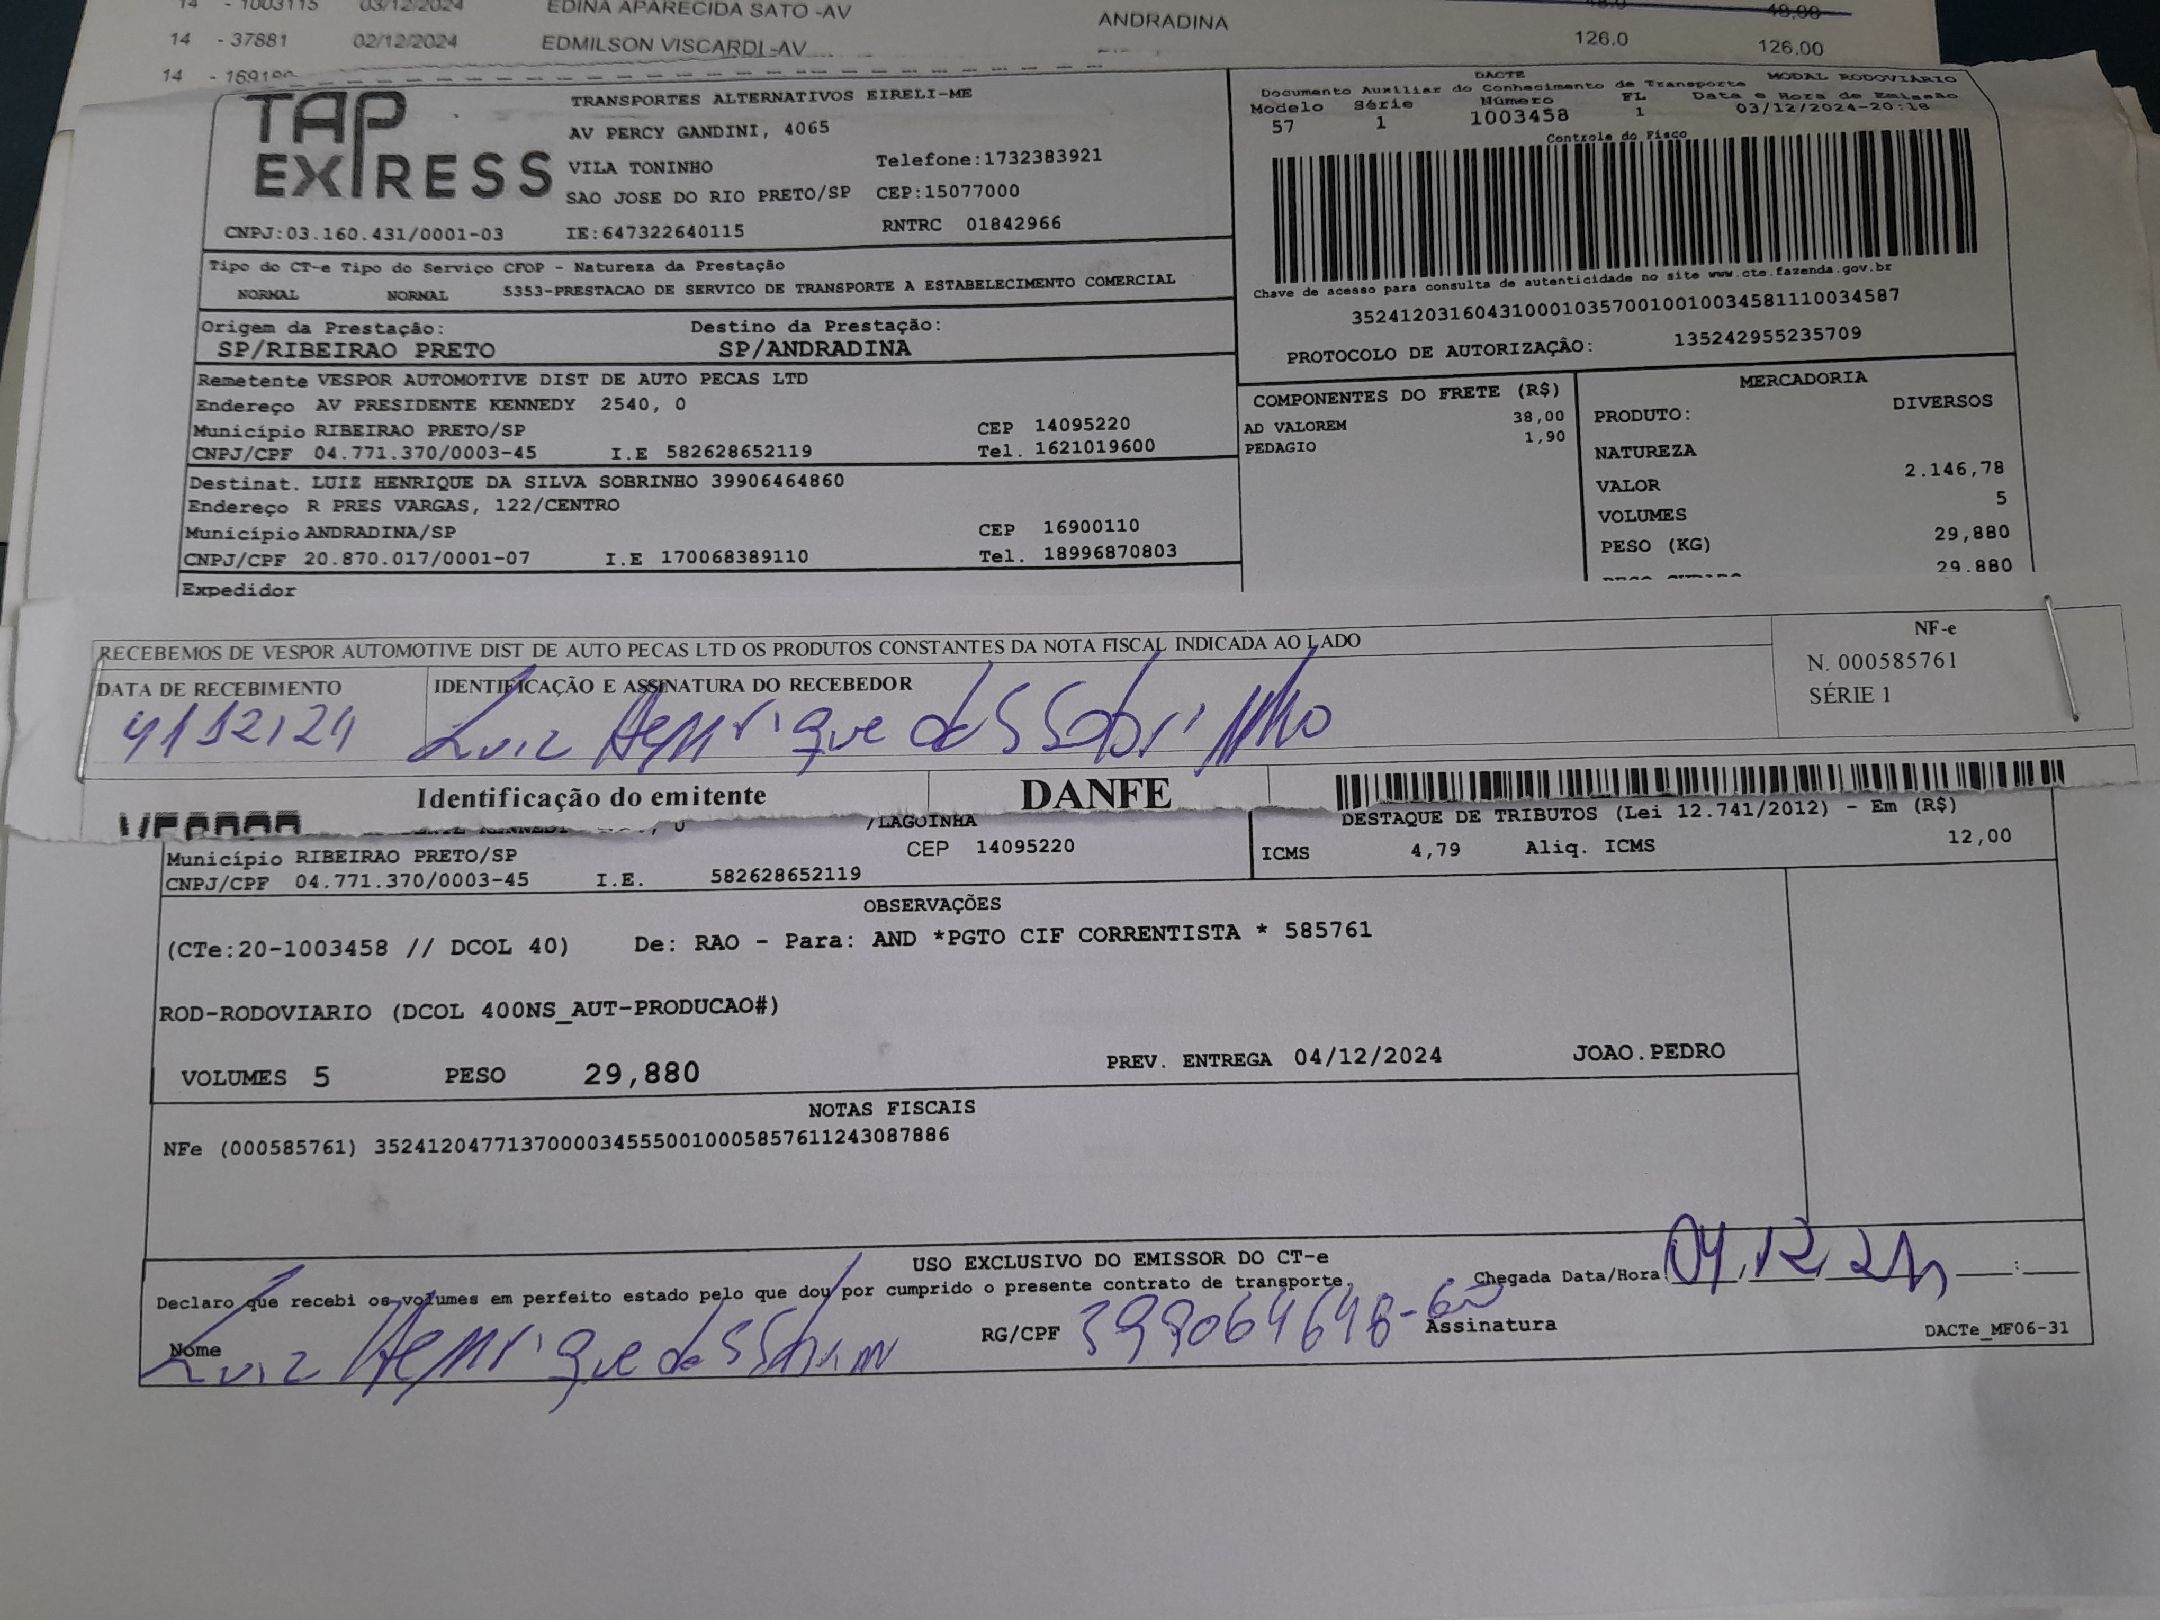 14 - 1003115 03/12/2024 EDINA APARECIDA SATO -AV ANDRADINA 48,0 48,00
14 - 37881 02/12/2024 EDMILSON VISCARDI-AV 126.0 126,00
14
TAP EXPRESS
TRANSPORTES ALTERNATIVOS EIRELI-ME
AV PERCY GANDINI, 4065
VILA TONINHO Telefone:1732383921
SAO JOSE DO RIO PRETO/SP CEP:15077000
CNPJ:03.160.431/0001-03 IE:647322640115 RNTRC 01842966
DACTE MODAL RODOVIARIO
Documento Auxiliar do Conhecimento de Transporte
Modelo Série Número FL Data e Hora de Emissão
57 1 1003458 1 03/12/2024-20:18
Controle do Fisco
Chave de acesso para consulta de autenticidade no site www.cte.fazenda.gov.br
35241203160431000103570010010034581110034587
PROTOCOLO DE AUTORIZAÇÃO: 135242955235709
Tipo do CT-e Tipo do Serviço CFOP - Natureza da Prestação
NORMAL NORMAL 5353-PRESTACAO DE SERVICO DE TRANSPORTE A ESTABELECIMENTO COMERCIAL
Origem da Prestação: Destino da Prestação:
SP/RIBEIRAO PRETO SP/ANDRADINA
Remetente VESPOR AUTOMOTIVE DIST DE AUTO PECAS LTD
Endereço AV PRESIDENTE KENNEDY 2540, 0
Município RIBEIRAO PRETO/SP CEP 14095220
CNPJ/CPF 04.771.370/0003-45 I.E 582628652119 Tel. 1621019600
Destinat. LUIZ HENRIQUE DA SILVA SOBRINHO 39906464860
Endereço R PRES VARGAS, 122/CENTRO
Município ANDRADINA/SP CEP 16900110
CNPJ/CPF 20.870.017/0001-07 I.E 170068389110 Tel. 18996870803
Expedidor
COMPONENTES DO FRETE (R$)
AD VALOREM 38,00
PEDAGIO 1,90
MERCADORIA
PRODUTO: DIVERSOS
NATUREZA
VALOR 2.146,78
VOLUMES 5
PESO (KG) 29,880
29.880
RECEBEMOS DE VESPOR AUTOMOTIVE DIST DE AUTO PECAS LTD OS PRODUTOS CONSTANTES DA NOTA FISCAL INDICADA AO LADO
DATA DE RECEBIMENTO IDENTIFICAÇÃO E ASSINATURA DO RECEBEDOR
4/12/24 Luiz Henrique da S Sobrinho
NF-e
N. 000585761
SÉRIE 1
Identificação do emitente DANFE
/LAGOINHA
Município RIBEIRAO PRETO/SP CEP 14095220
CNPJ/CPF 04.771.370/0003-45 I.E. 582628652119
DESTAQUE DE TRIBUTOS (Lei 12.741/2012) - Em (R$)
ICMS 4,79 Aliq. ICMS 12,00
OBSERVAÇÕES
(CTe:20-1003458 // DCOL 40) De: RAO - Para: AND *PGTO CIF CORRENTISTA * 585761
ROD-RODOVIARIO (DCOL 400NS_AUT-PRODUCAO#)
VOLUMES 5 PESO 29,880 PREV. ENTREGA 04/12/2024 JOAO.PEDRO
NOTAS FISCAIS
NFe (000585761) 35241204771370000345550010005857611243087886
USO EXCLUSIVO DO EMISSOR DO CT-e
Declaro que recebi os volumes em perfeito estado pelo que dou por cumprido o presente contrato de transporte. Chegada Data/Hora: 04,12,24
Nome Luiz Henrique da S RG/CPF 399064648-60 Assinatura
DACTe_MF06-31